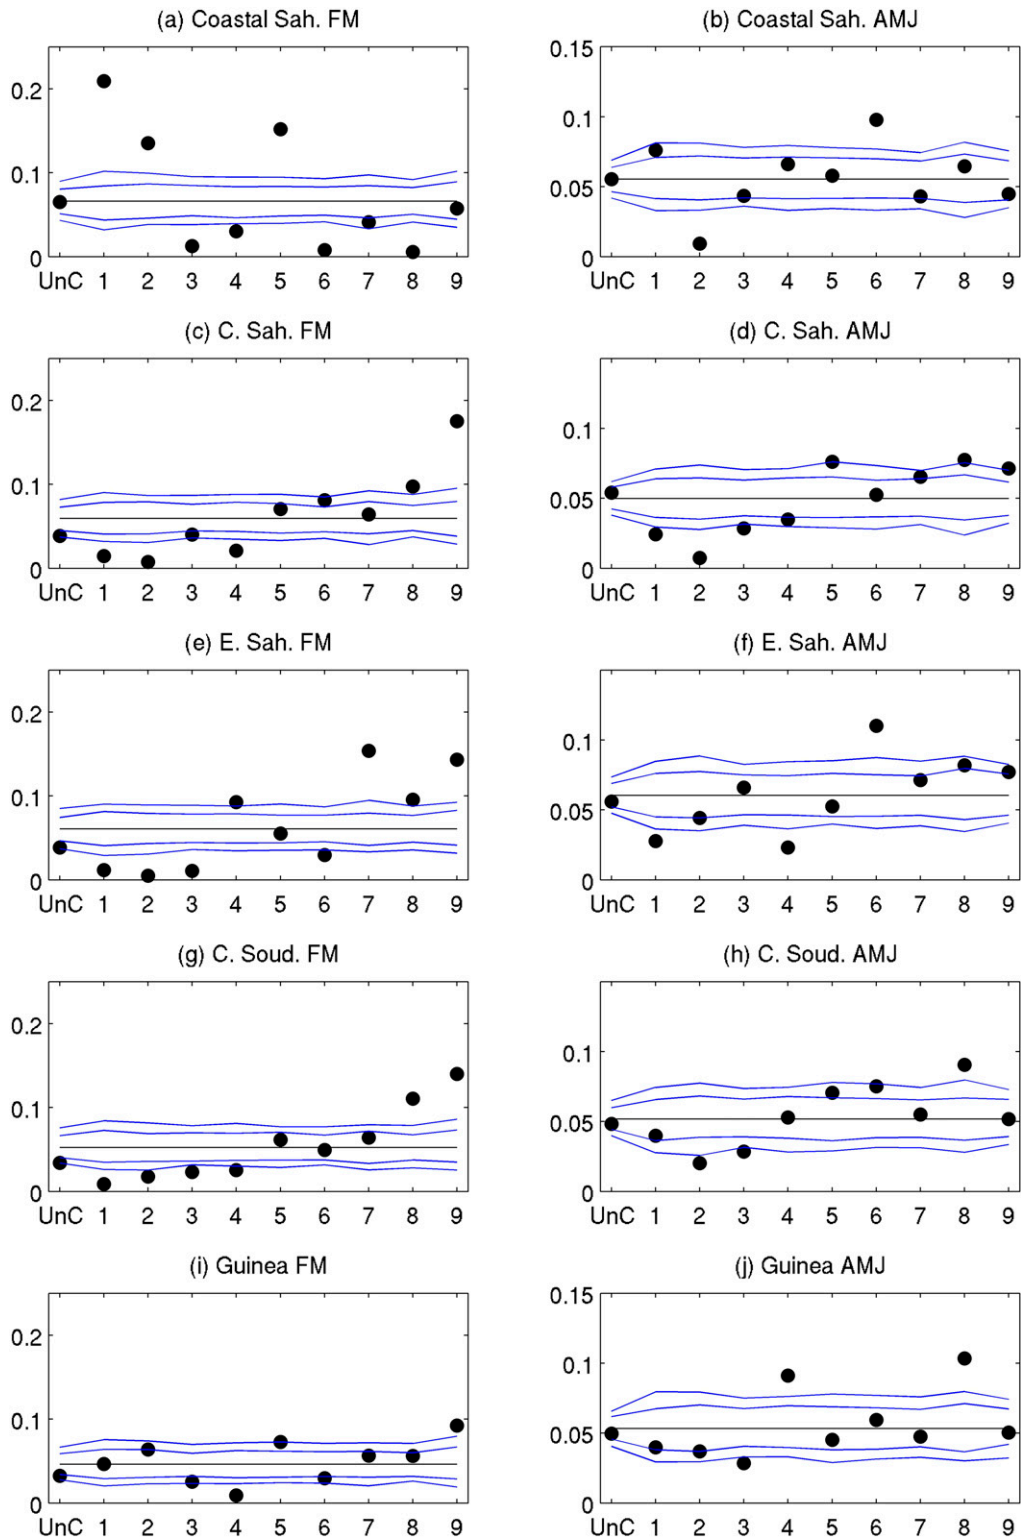 (a) Coastal Sah. FM
0.2
0.1
0
UnC 1 2 3 4 5 6 7 8 9
(b) Coastal Sah. AMJ
0.15
0.1
0.05
0
UnC 1 2 3 4 5 6 7 8 9
(c) C. Sah. FM
0.2
0.1
0
UnC 1 2 3 4 5 6 7 8 9
(d) C. Sah. AMJ
0.1
0.05
0
UnC 1 2 3 4 5 6 7 8 9
(e) E. Sah. FM
0.2
0.1
0
UnC 1 2 3 4 5 6 7 8 9
(f) E. Sah. AMJ
0.1
0.05
0
UnC 1 2 3 4 5 6 7 8 9
(g) C. Soud. FM
0.2
0.1
0
UnC 1 2 3 4 5 6 7 8 9
(h) C. Soud. AMJ
0.1
0.05
0
UnC 1 2 3 4 5 6 7 8 9
(i) Guinea FM
0.2
0.1
0
UnC 1 2 3 4 5 6 7 8 9
(j) Guinea AMJ
0.15
0.1
0.05
0
UnC 1 2 3 4 5 6 7 8 9